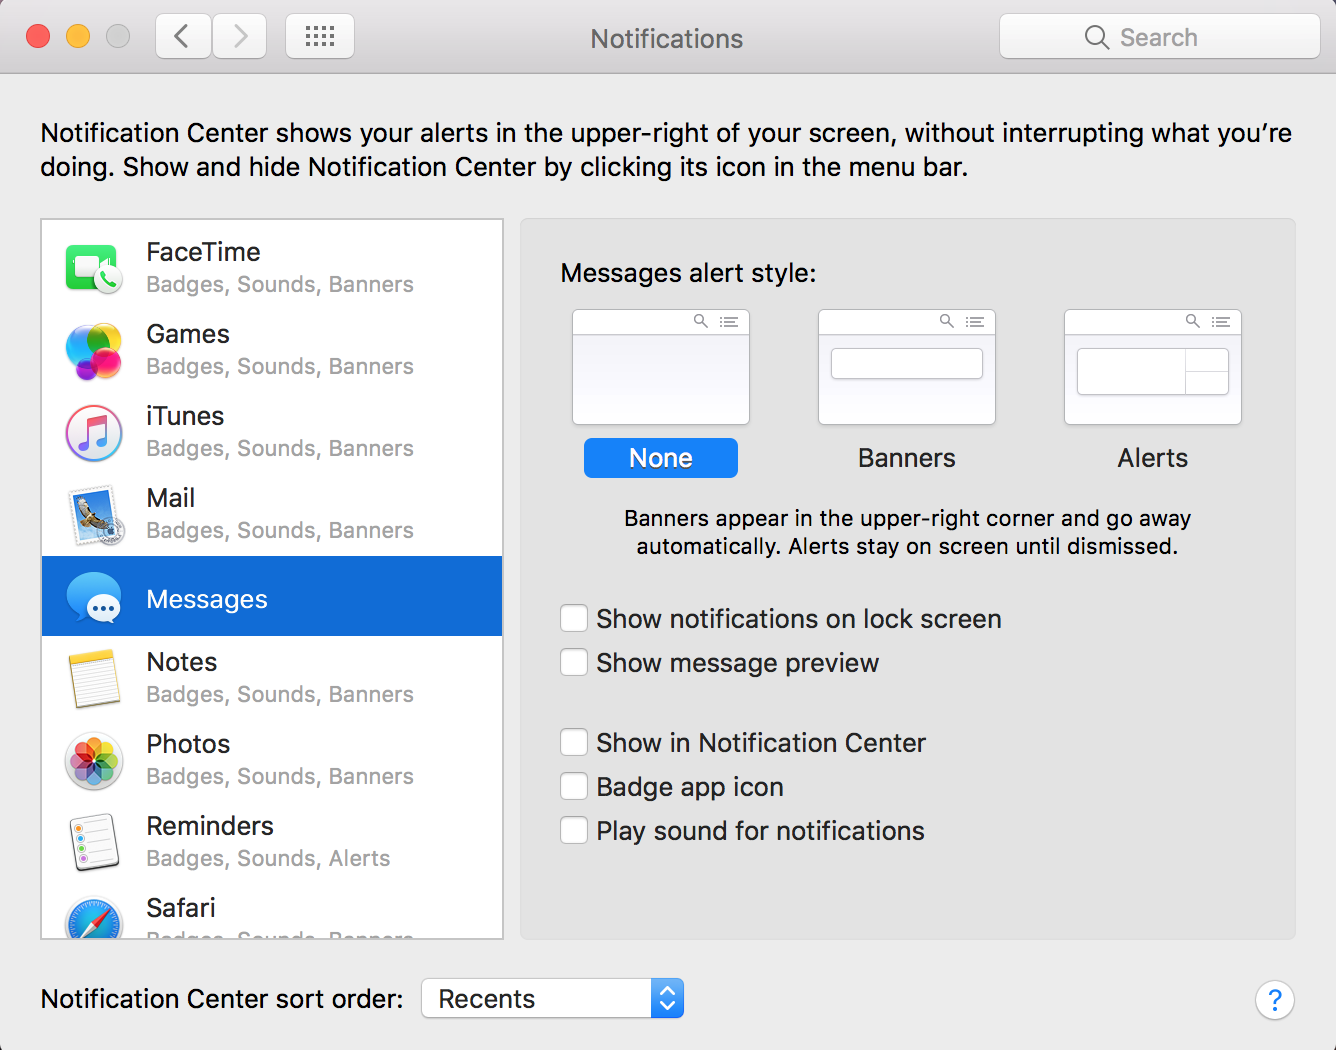 Notifications
Search
Notification Center shows your alerts in the upper-right of your screen, without interrupting what you’re
doing. Show and hide Notification Center by clicking its icon in the menu bar.
FaceTime
Badges, Sounds, Banners
Games
Badges, Sounds, Banners
iTunes
Badges, Sounds, Banners
Mail
Badges, Sounds, Banners
Messages
Notes
Badges, Sounds, Banners
Photos
Badges, Sounds, Banners
Reminders
Badges, Sounds, Alerts
Safari
Badges, Sounds, Banners
Messages alert style:
None
Banners
Alerts
Banners appear in the upper-right corner and go away
automatically. Alerts stay on screen until dismissed.
Show notifications on lock screen
Show message preview
Show in Notification Center
Badge app icon
Play sound for notifications
Notification Center sort order:
Recents
?